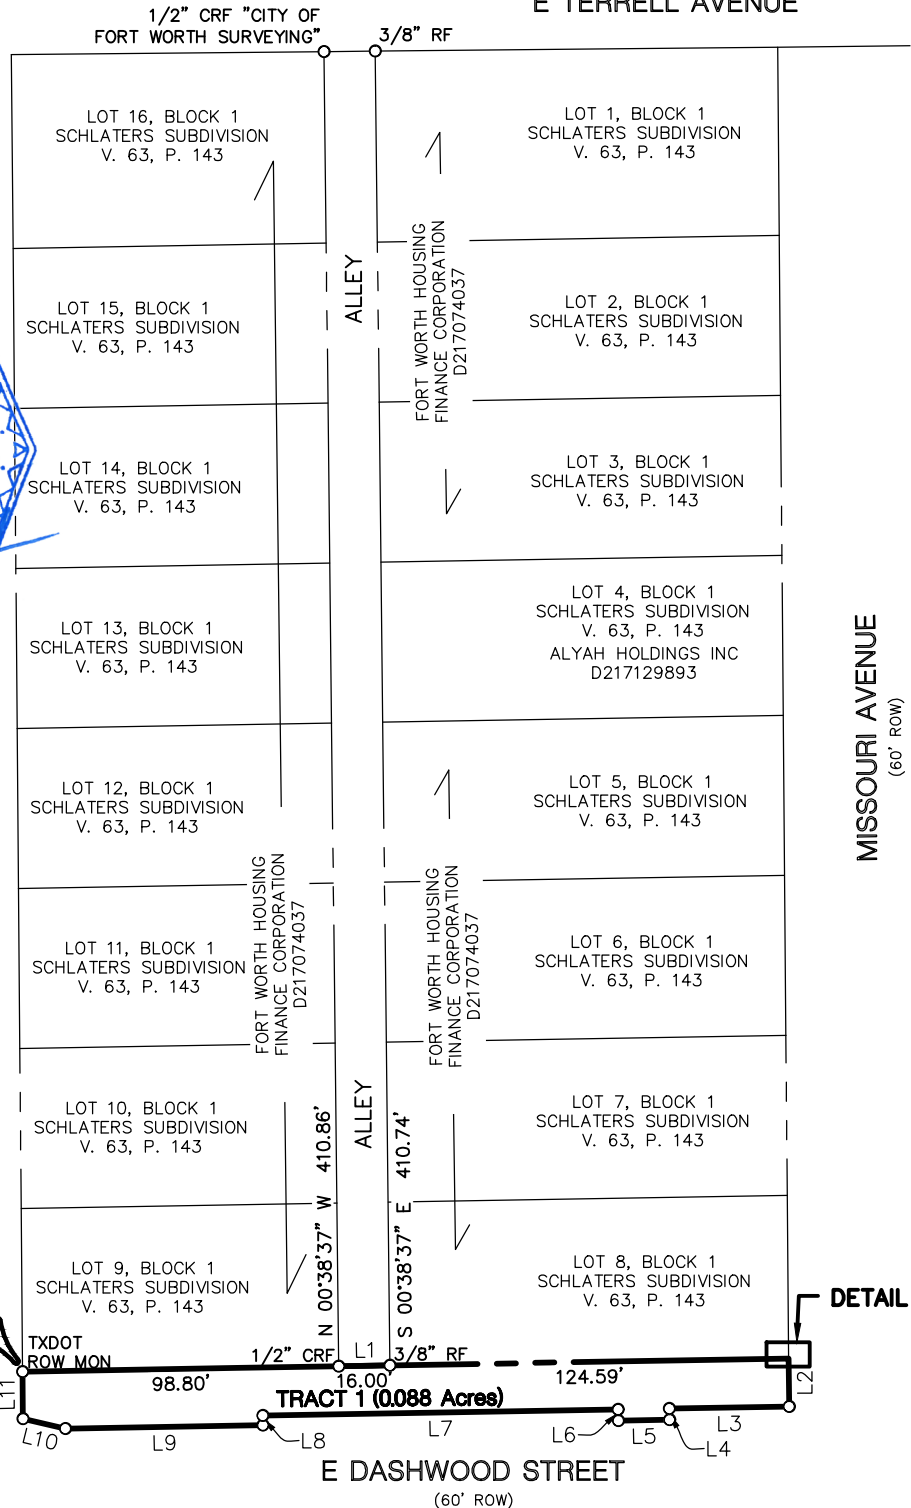 E TERRELL AVENUE
1/2" CRF "CITY OF
FORT WORTH SURVEYING"
3/8" RF
LOT 16, BLOCK 1
SCHLATERS SUBDIVISION
V. 63, P. 143
LOT 1, BLOCK 1
SCHLATERS SUBDIVISION
V. 63, P. 143
LOT 15, BLOCK 1
SCHLATERS SUBDIVISION
V. 63, P. 143
ALLEY
FORT WORTH HOUSING
FINANCE CORPORATION
D217074037
LOT 2, BLOCK 1
SCHLATERS SUBDIVISION
V. 63, P. 143
LOT 14, BLOCK 1
SCHLATERS SUBDIVISION
V. 63, P. 143
LOT 3, BLOCK 1
SCHLATERS SUBDIVISION
V. 63, P. 143
LOT 13, BLOCK 1
SCHLATERS SUBDIVISION
V. 63, P. 143
LOT 4, BLOCK 1
SCHLATERS SUBDIVISION
V. 63, P. 143
ALYAH HOLDINGS INC
D217129893
MISSOURI AVENUE
(60' ROW)
LOT 12, BLOCK 1
SCHLATERS SUBDIVISION
V. 63, P. 143
LOT 5, BLOCK 1
SCHLATERS SUBDIVISION
V. 63, P. 143
LOT 11, BLOCK 1
SCHLATERS SUBDIVISION
V. 63, P. 143
FORT WORTH HOUSING
FINANCE CORPORATION
D217074037
FORT WORTH HOUSING
FINANCE CORPORATION
D217074037
LOT 6, BLOCK 1
SCHLATERS SUBDIVISION
V. 63, P. 143
LOT 10, BLOCK 1
SCHLATERS SUBDIVISION
V. 63, P. 143
ALLEY
LOT 7, BLOCK 1
SCHLATERS SUBDIVISION
V. 63, P. 143
N 00°38'37" W 410.86'
S 00°38'37" E 410.74'
LOT 9, BLOCK 1
SCHLATERS SUBDIVISION
V. 63, P. 143
LOT 8, BLOCK 1
SCHLATERS SUBDIVISION
V. 63, P. 143
DETAIL
TXDOT
ROW MON
1/2" CRF
L1
3/8" RF
98.80'
16.00'
124.59'
L11
L2
TRACT 1 (0.088 Acres)
L10
L9
L8
L7
L6
L5
L4
L3
E DASHWOOD STREET
(60' ROW)